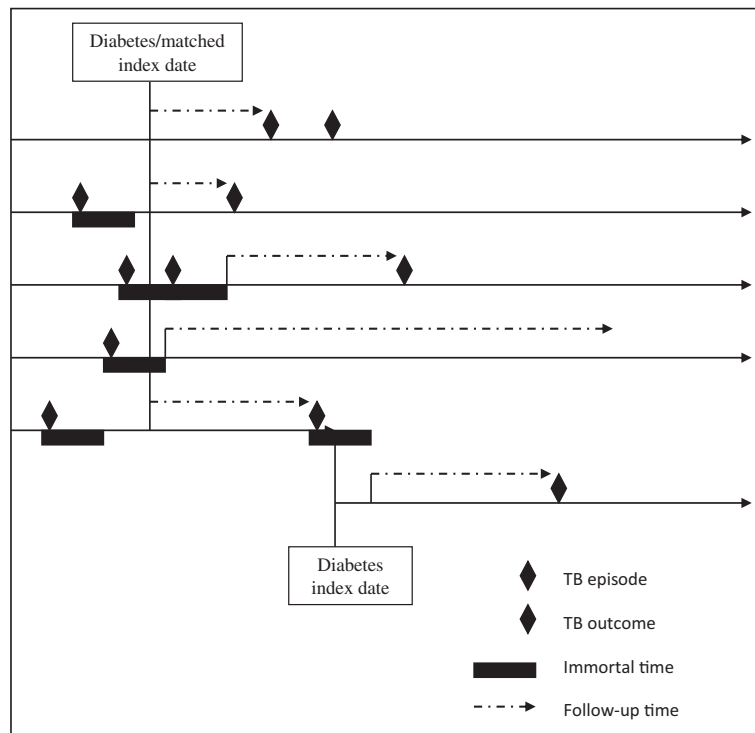 Diabetes/matched
index date
Diabetes
index date
TB episode
TB outcome
Immortal time
Follow-up time